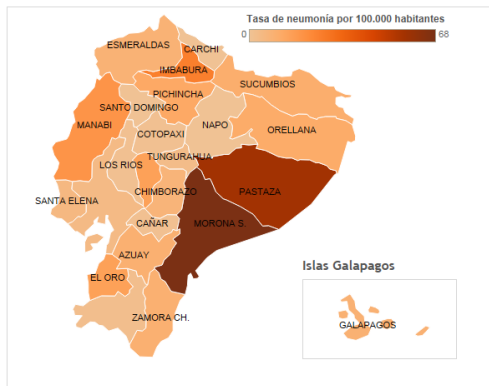 Tasa de neumonía por 100.000 habitantes
0 68
ESMERALDAS
CARCHI
IMBABURA
SUCUMBIOS
PICHINCHA
SANTO DOMINGO
MANABI
NAPO
ORELLANA
COTOPAXI
TUNGURAHUA
LOS RIOS
CHIMBORAZO
PASTAZA
SANTA ELENA
CAÑAR
MORONA S.
AZUAY
Islas Galapagos
EL ORO
ZAMORA CH.
GALAPAGOS